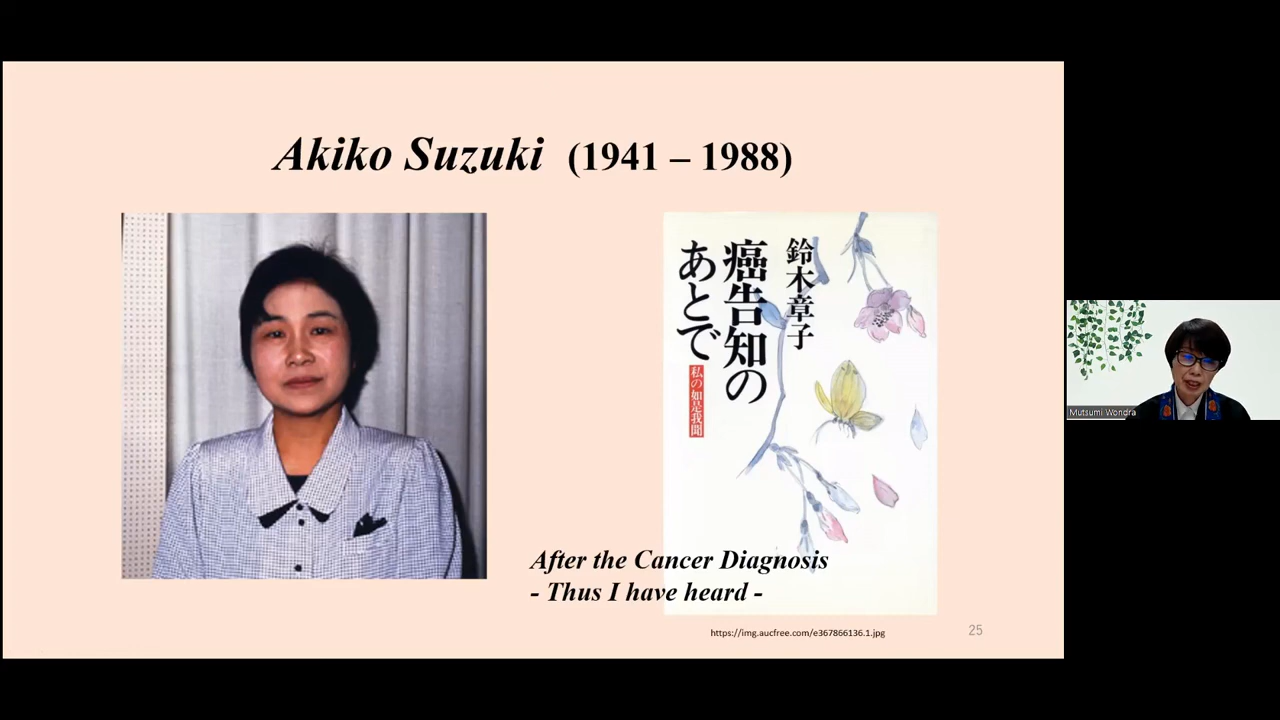 Akiko Suzuki (1941 – 1988)
鈴木章子
癌告知の
あとで
私の如是我聞
After the Cancer Diagnosis
- Thus I have heard -
https://img.aucfree.com/e367866136.1.jpg
25
Mutsumi Wondra